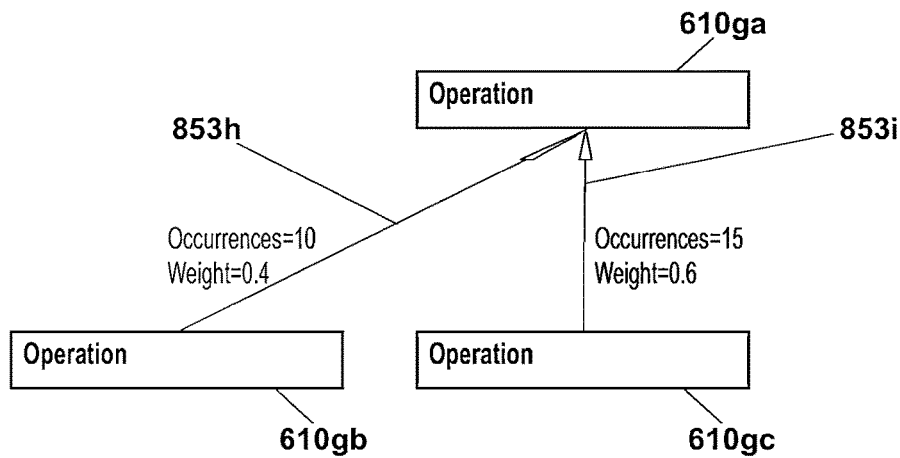 610ga
Operation
853h
853i
Occurrences=10
Weight=0.4
Occurrences=15
Weight=0.6
Operation
Operation
610gb
610gc